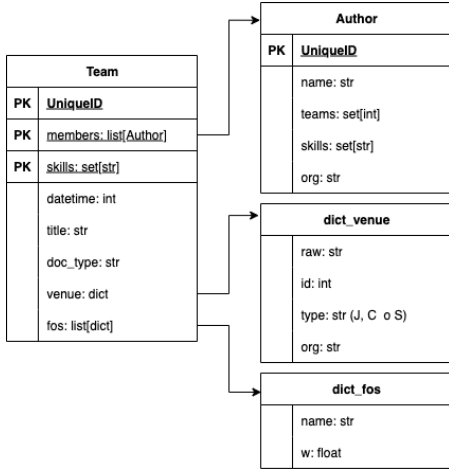 Team
PK UniqueID
PK members: list[Author]
PK skills: set[str]
datetime: int
title: str
doc_type: str
venue: dict
fos: list[dict]
Author
PK UniqueID
name: str
teams: set[int]
skills: set[str]
org: str
dict_venue
raw: str
id: int
type: str (J, C o S)
org: str
dict_fos
name: str
w: float